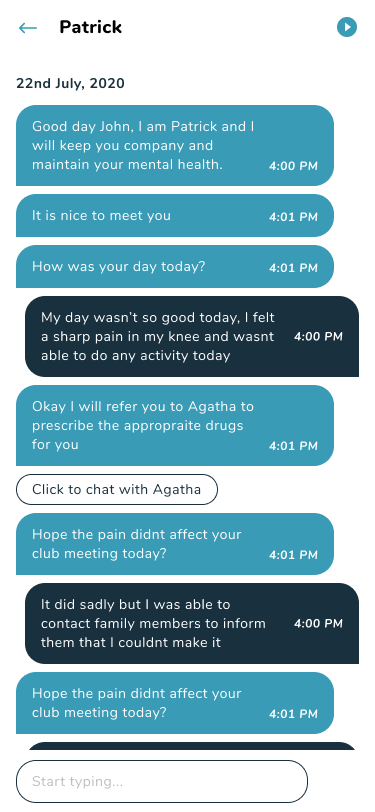 Patrick
22nd July, 2020
Good day John, I am Patrick and I
will keep you company and
maintain your mental health.
4:00 PM
It is nice to meet you
4:01 PM
How was your day today?
4:01 PM
My day wasn't so good today, I felt
a sharp pain in my knee and wasnt
able to do any activity today
4:00 PM
Okay I will refer you to Agatha to
prescribe the appropraite drugs
for you
4:01 PM
Click to chat with Agatha
Hope the pain didnt affect your
club meeting today?
4:01 PM
It did sadly but I was able to
contact family members to inform
them that I couldnt make it
4:00 PM
Hope the pain didnt affect your
club meeting today?
4:01 PM
Start typing...